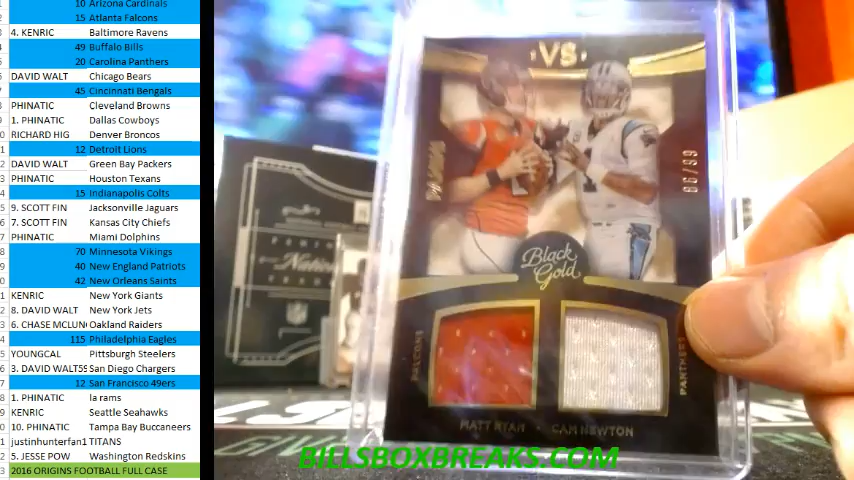 10 Arizona Cardinals
15 Atlanta Falcons
4. KENRIC Baltimore Ravens
49 Buffalo Bills
20 Carolina Panthers
DAVID WALT Chicago Bears
45 Cincinnati Bengals
PHINATIC Cleveland Browns
1. PHINATIC Dallas Cowboys
RICHARD HIG Denver Broncos
12 Detroit Lions
DAVID WALT Green Bay Packers
PHINATIC Houston Texans
15 Indianapolis Colts
9. SCOTT FIN Jacksonville Jaguars
7. SCOTT FIN Kansas City Chiefs
PHINATIC Miami Dolphins
70 Minnesota Vikings
40 New England Patriots
42 New Orleans Saints
KENRIC New York Giants
8. DAVID WALT New York Jets
6. CHASE MCLUN Oakland Raiders
115 Philadelphia Eagles
YOUNGCAL Pittsburgh Steelers
3. DAVID WALTS San Diego Chargers
12 San Francisco 49ers
1. PHINATIC la rams
KENRIC Seattle Seahawks
10. PHINATIC Tampa Bay Buccaneers
justinhunterfan1 TITANS
5. JESSE POW Washington Redskins
2016 ORIGINS FOOTBALL FULL CASE
VS
Black Gold
FALCONS
PANTHERS
MATT RYAN • CAM NEWTON
BILLSBOXBREAKS.COM